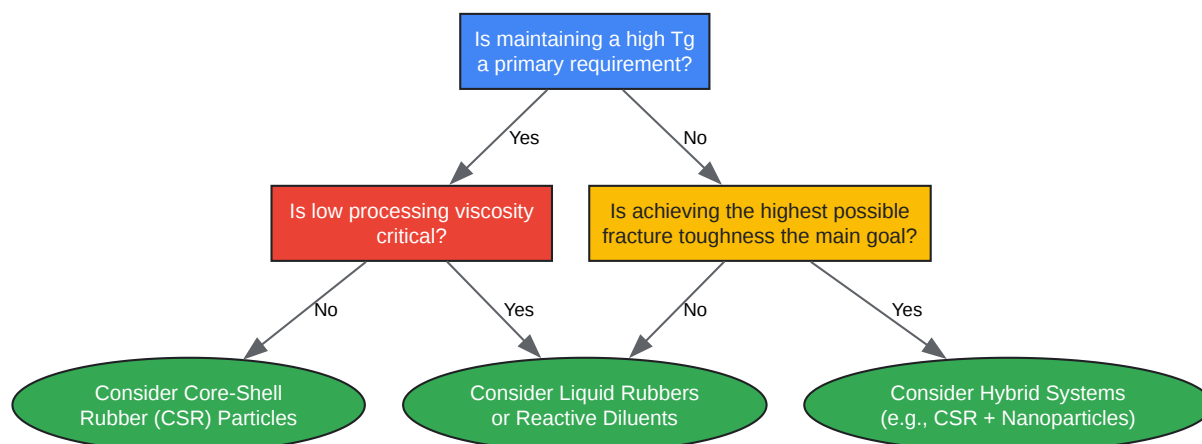 Is maintaining a high Tg
a primary requirement?
Yes
No
Is low processing viscosity
critical?
Is achieving the highest possible
fracture toughness the main goal?
No
Yes
No
Yes
Consider Core-Shell
Rubber (CSR) Particles
Consider Liquid Rubbers
or Reactive Diluents
Consider Hybrid Systems
(e.g., CSR + Nanoparticles)